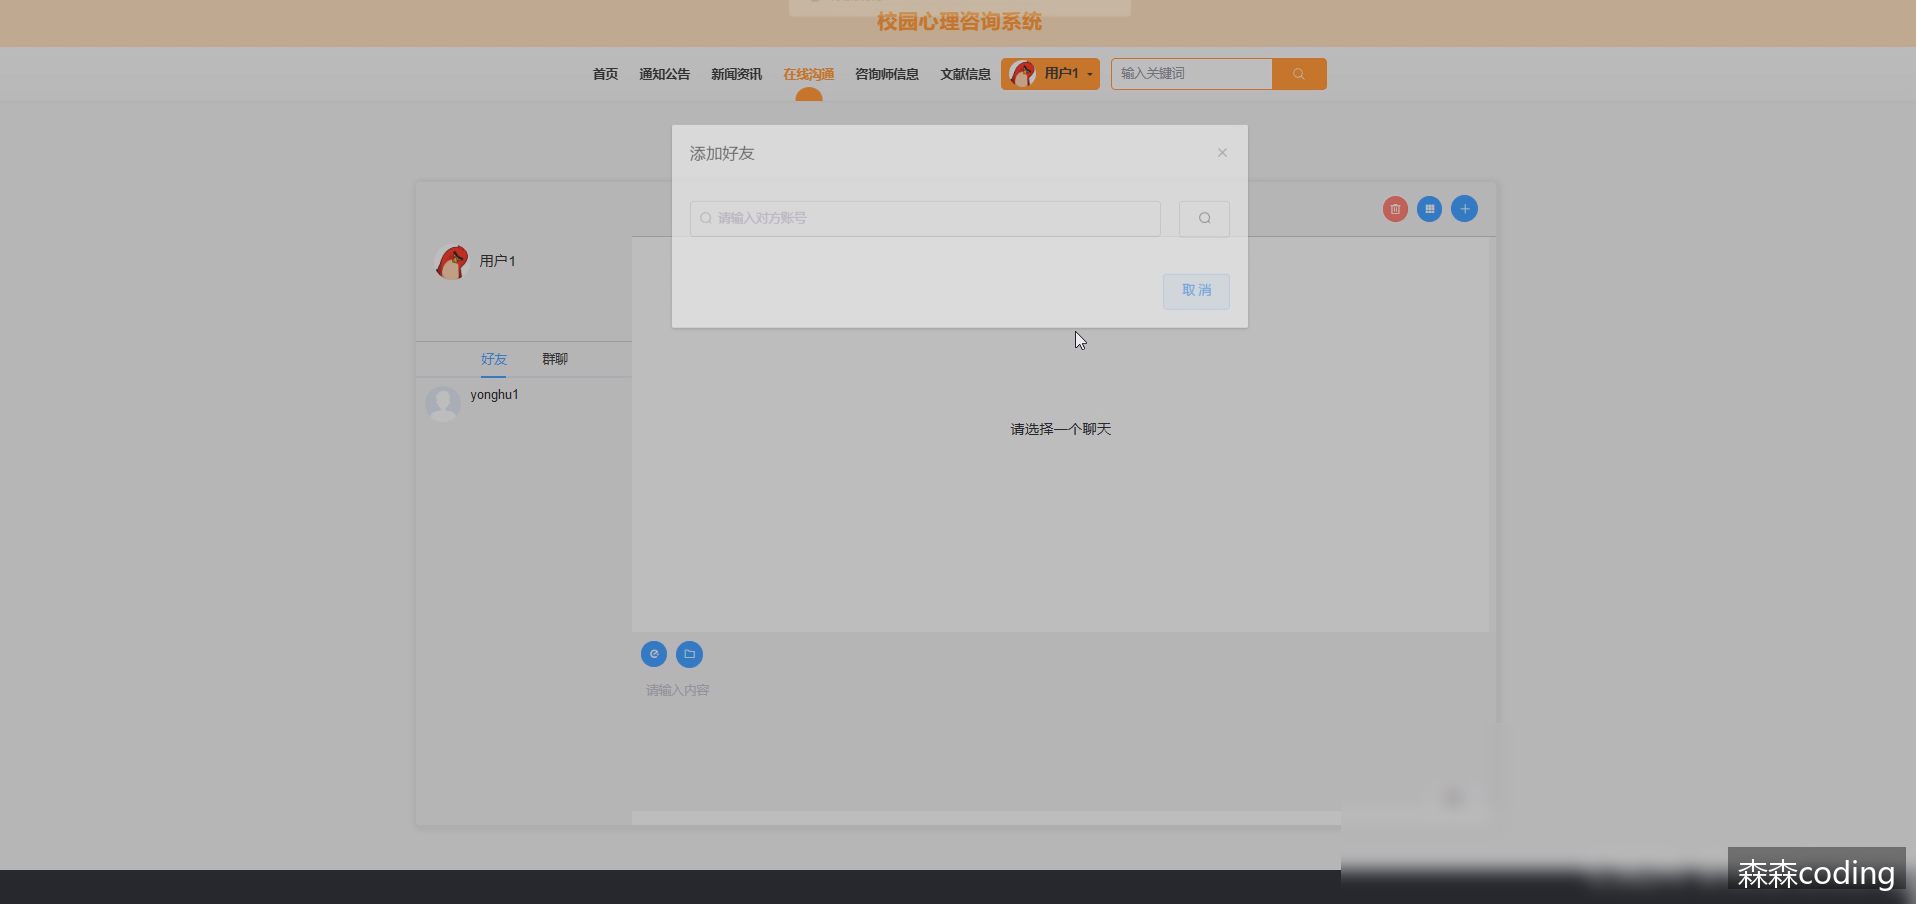 校园心理咨询系统
首页 通知公告 新闻资讯 在线沟通 咨询师信息 文献信息 用户1 输入关键词
添加好友
请输入对方账号
用户1
取 消
好友 群聊
yonghu1
请选择一个聊天
请输入内容
森森coding